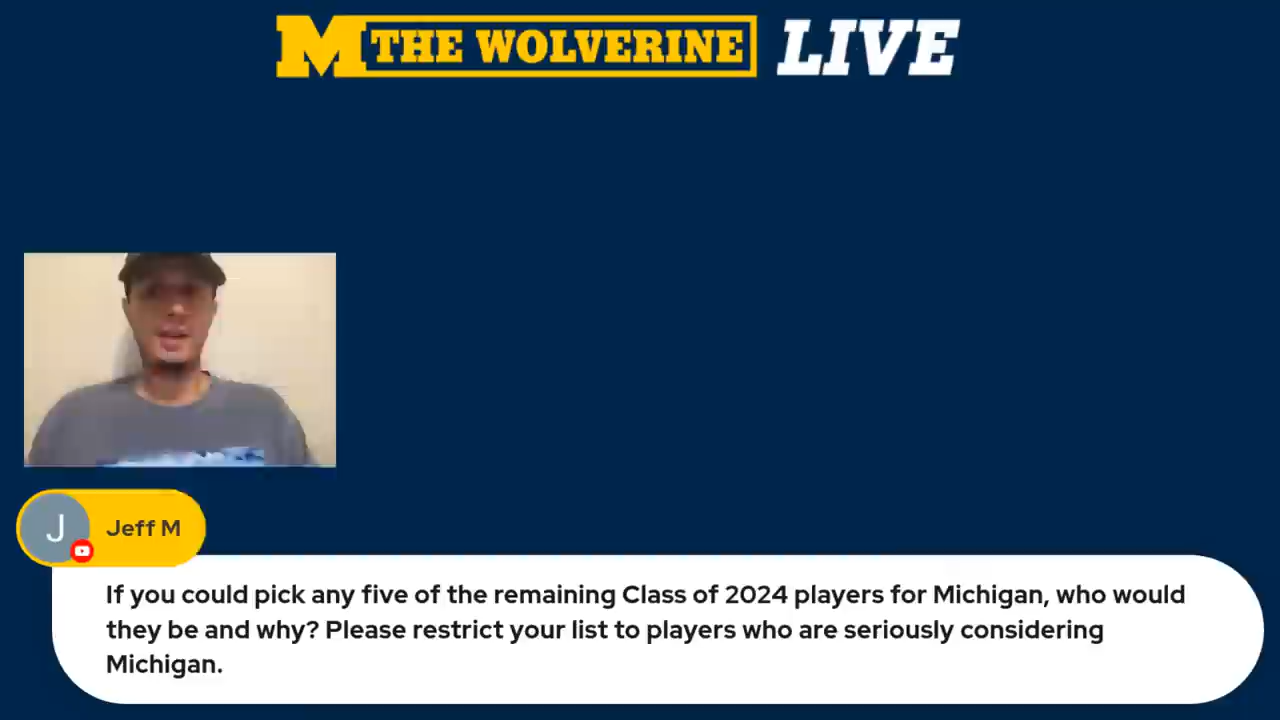 M THE WOLVERINE LIVE
J Jeff M
If you could pick any five of the remaining Class of 2024 players for Michigan, who would
they be and why? Please restrict your list to players who are seriously considering
Michigan.